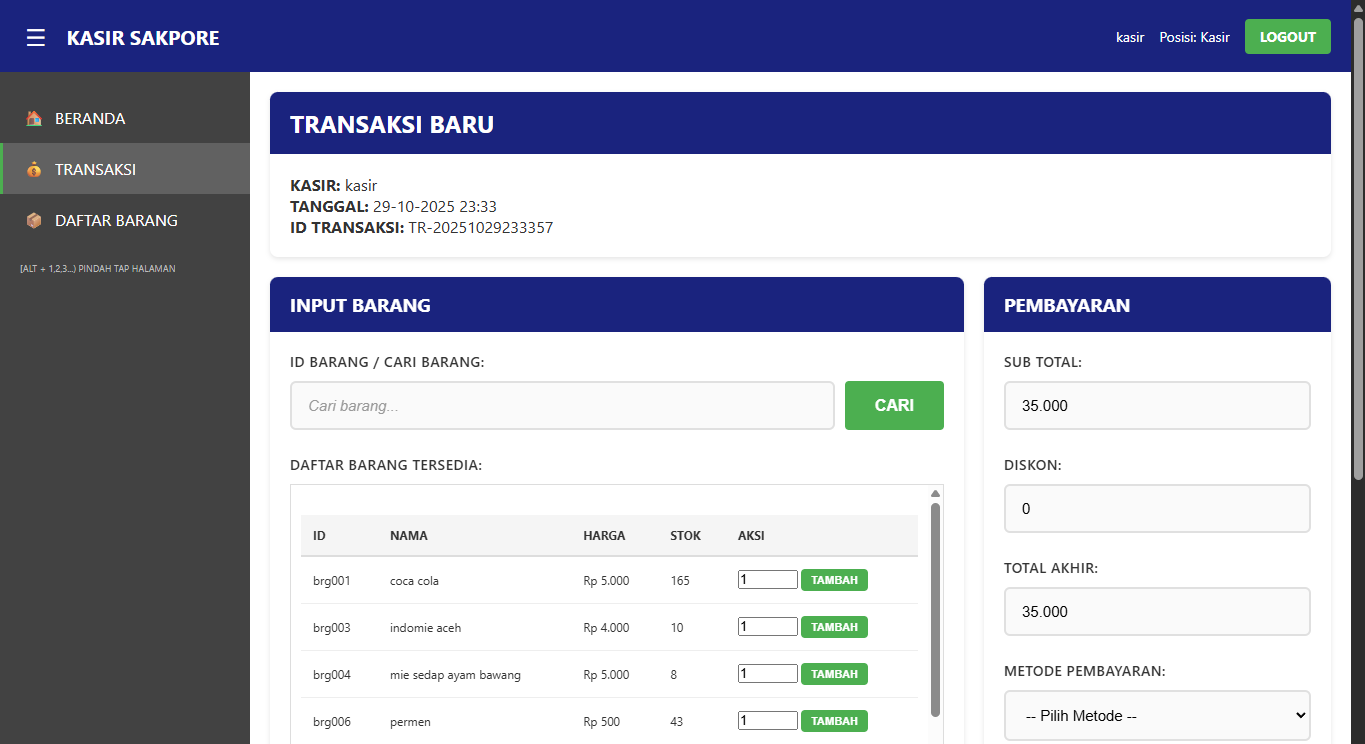 ☰ KASIR SAKPORE
kasir Posisi: Kasir LOGOUT
BERANDA
TRANSAKSI
DAFTAR BARANG
[ALT + 1,2,3...) PINDAH TAP HALAMAN
TRANSAKSI BARU
KASIR: kasir
TANGGAL: 29-10-2025 23:33
ID TRANSAKSI: TR-20251029233357
INPUT BARANG
ID BARANG / CARI BARANG:
Cari barang... CARI
DAFTAR BARANG TERSEDIA:
ID NAMA HARGA STOK AKSI
brg001 coca cola Rp 5.000 165 1 TAMBAH
brg003 indomie aceh Rp 4.000 10 1 TAMBAH
brg004 mie sedap ayam bawang Rp 5.000 8 1 TAMBAH
brg006 permen Rp 500 43 1 TAMBAH
PEMBAYARAN
SUB TOTAL:
35.000
DISKON:
0
TOTAL AKHIR:
35.000
METODE PEMBAYARAN:
-- Pilih Metode --